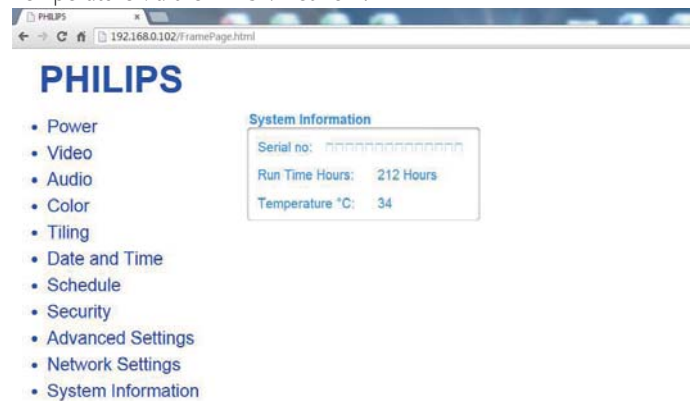 PHILIPS
192.168.0.102/FramePage.html
PHILIPS
• Power
• Video
• Audio
• Color
• Tiling
• Date and Time
• Schedule
• Security
• Advanced Settings
• Network Settings
• System Information
System Information
Serial no:
Run Time Hours: 212 Hours
Temperature °C: 34